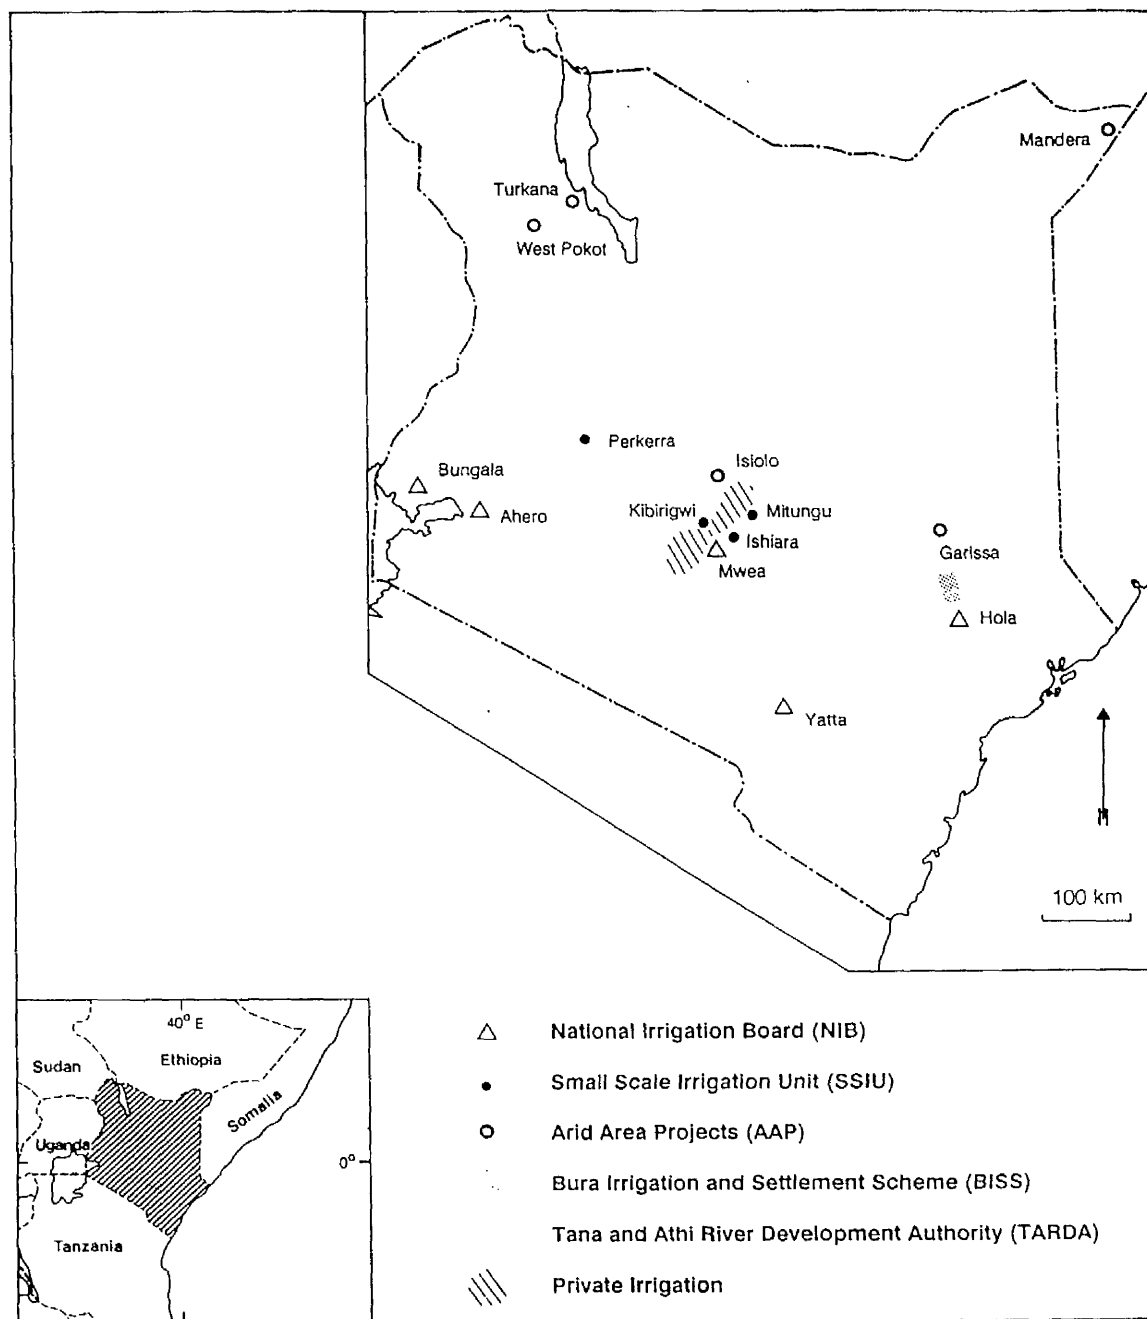 Mandera
Turkana
West Pokot
Perkerra
Isiolo
Bungala
Ahero
Kibirigwi
Mitungu
Ishiara
Mwea
Garissa
Hola
Yatta
N
100 km
40° E
Sudan
Ethiopia
Somalia
Uganda
0°
Tanzania
National Irrigation Board (NIB)
Small Scale Irrigation Unit (SSIU)
Arid Area Projects (AAP)
Bura Irrigation and Settlement Scheme (BISS)
Tana and Athi River Development Authority (TARDA)
Private Irrigation